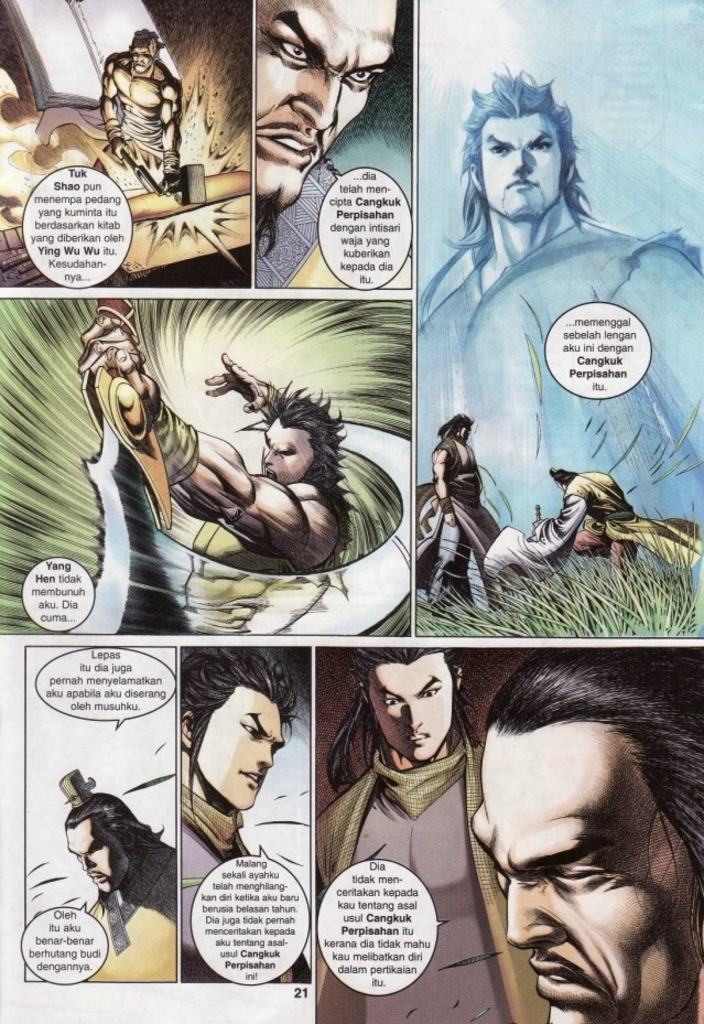 Tuk
Shao pun
menempa pedang
yang kuminta itu
berdasarkan kitab
yang diberikan oleh
Ying Wu Wu itu.
Kesudahan-
nya...
...dia
telah men-
cipta Cangkuk
Perpisahan
dengan intisari
waja yang
kuberikan
kepada dia
itu.
...memenggal
sebelah lengan
aku ini dengan
Cangkuk
Perpisahan
itu.
Yang
Hen tidak
membunuh
aku. Dia
cuma...
Lepas
itu dia juga
pernah menyelamatkan
aku apabila aku diserang
oleh musuhku.
Oleh
itu aku
benar-benar
berhutang budi
dengannya.
Malang
sekali ayahku
telah menghilang-
kan diri ketika aku baru
berusia belasan tahun.
Dia juga tidak pernah
menceritakan kepada
aku tentang asal-
usul Cangkuk
Perpisahan
ini!
Dia
tidak men-
ceritakan kepada
kau tentang asal
usul Cangkuk
Perpisahan itu
kerana dia tidak mahu
kau melibatkan diri
dalam pertikaian
itu.
21